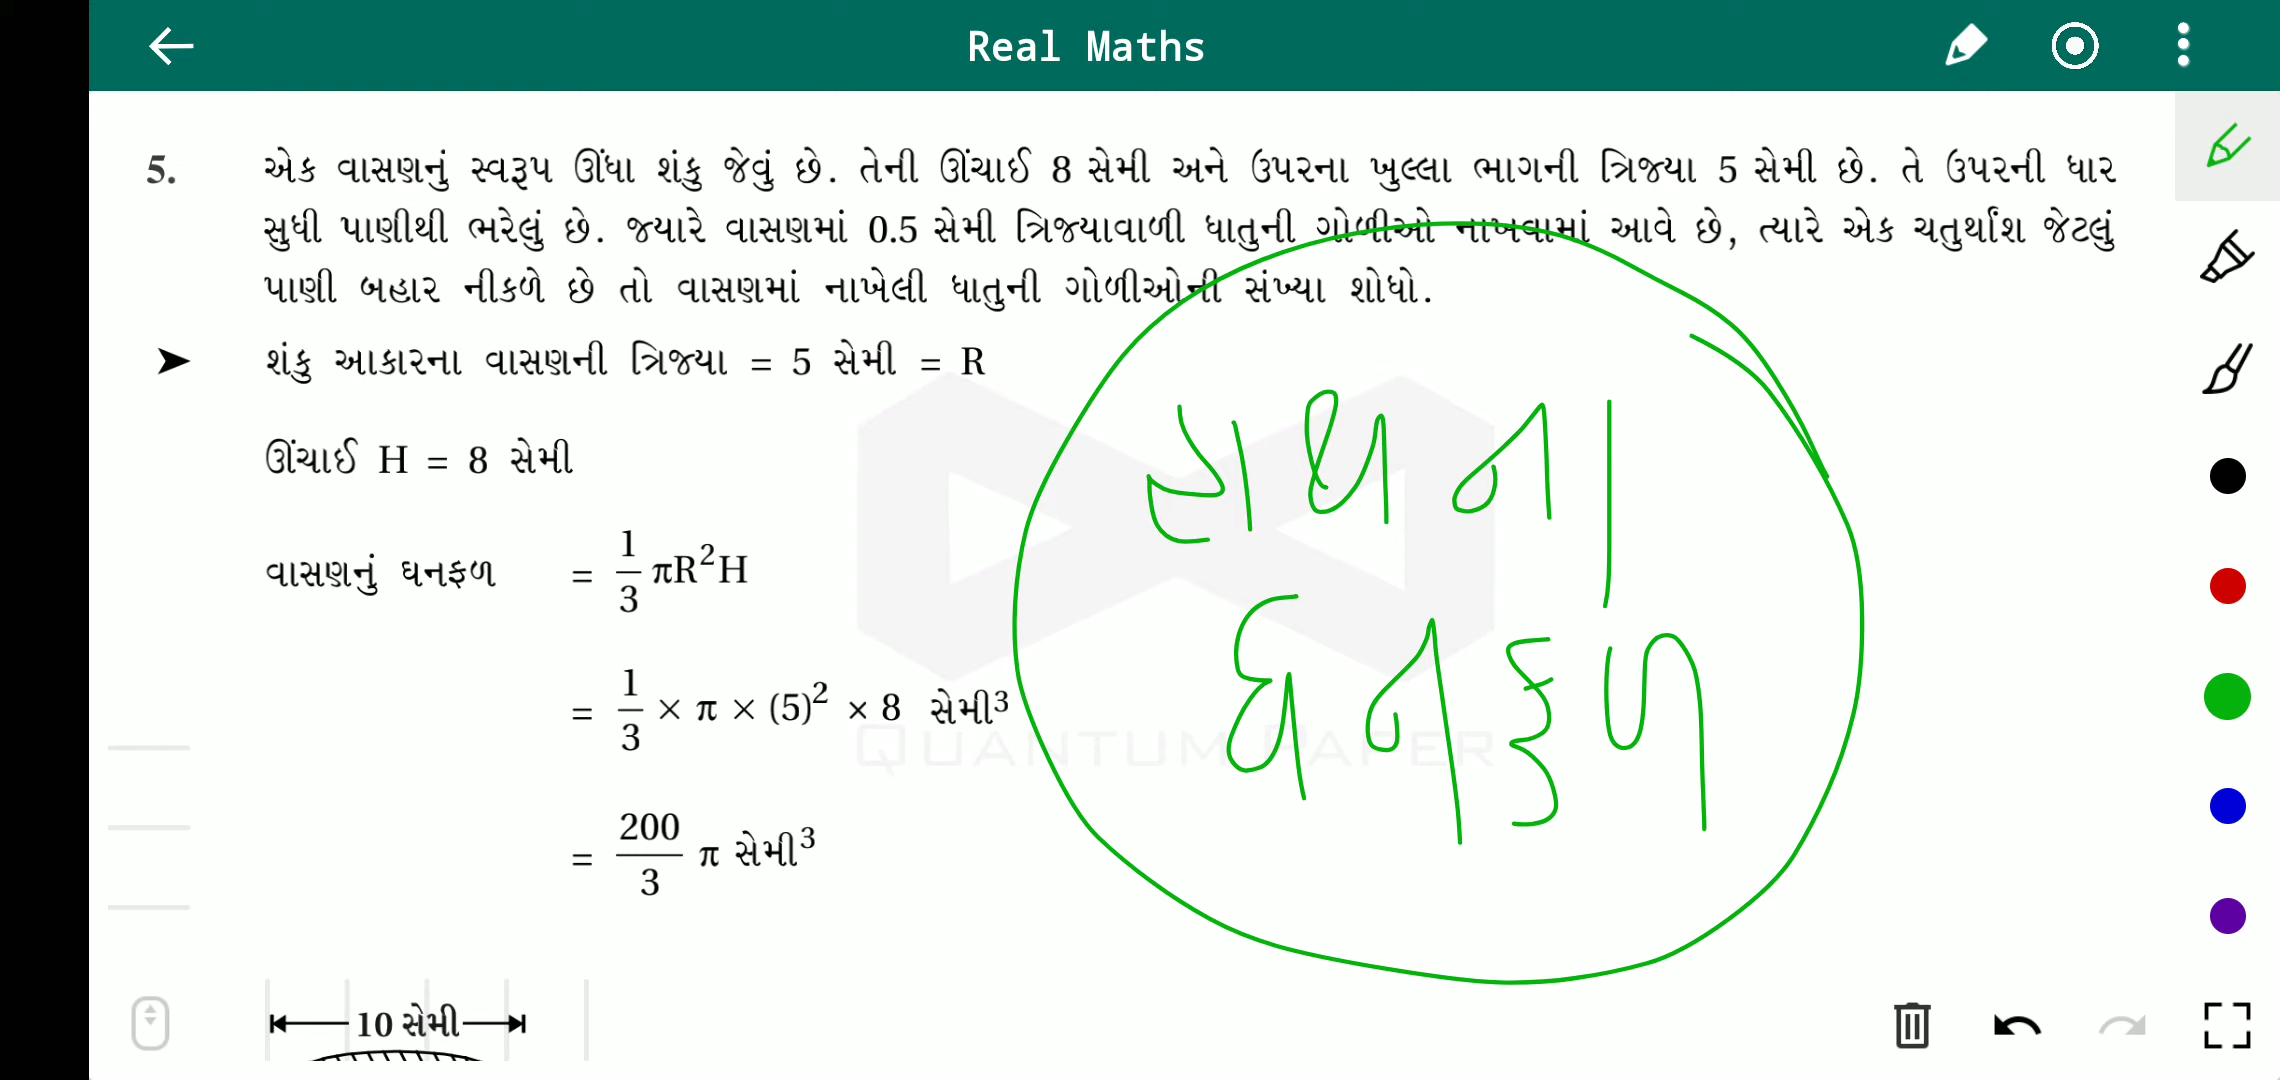 Real Maths
5. એક વાસણનું સ્વરૂપ ઊંધા શંકુ જેવું છે. તેની ઊંચાઈ 8 સેમી અને ઉપરના ખુલ્લા ભાગની ત્રિજ્યા 5 સેમી છે. તે ઉપરની ધાર
સુધી પાણીથી ભરેલું છે. જ્યારે વાસણમાં 0.5 સેમી ત્રિજ્યાવાળી ધાતુની ગોળીઓ નાખવામાં આવે છે, ત્યારે એક ચતુર્થાંશ જેટલું
પાણી બહાર નીકળે છે તો વાસણમાં નાખેલી ધાતુની ગોળીઓની સંખ્યા શોધો.
➤ શંકુ આકારના વાસણની ત્રિજ્યા = 5 સેમી = R
ઊંચાઈ H = 8 સેમી
વાસણનું ઘનફળ = 1/3 πR²H
= 1/3 × π × (5)² × 8 સેમી³
= 200/3 π સેમી³
ઘનફળ
QUANTUM PAPER
10 સેમી